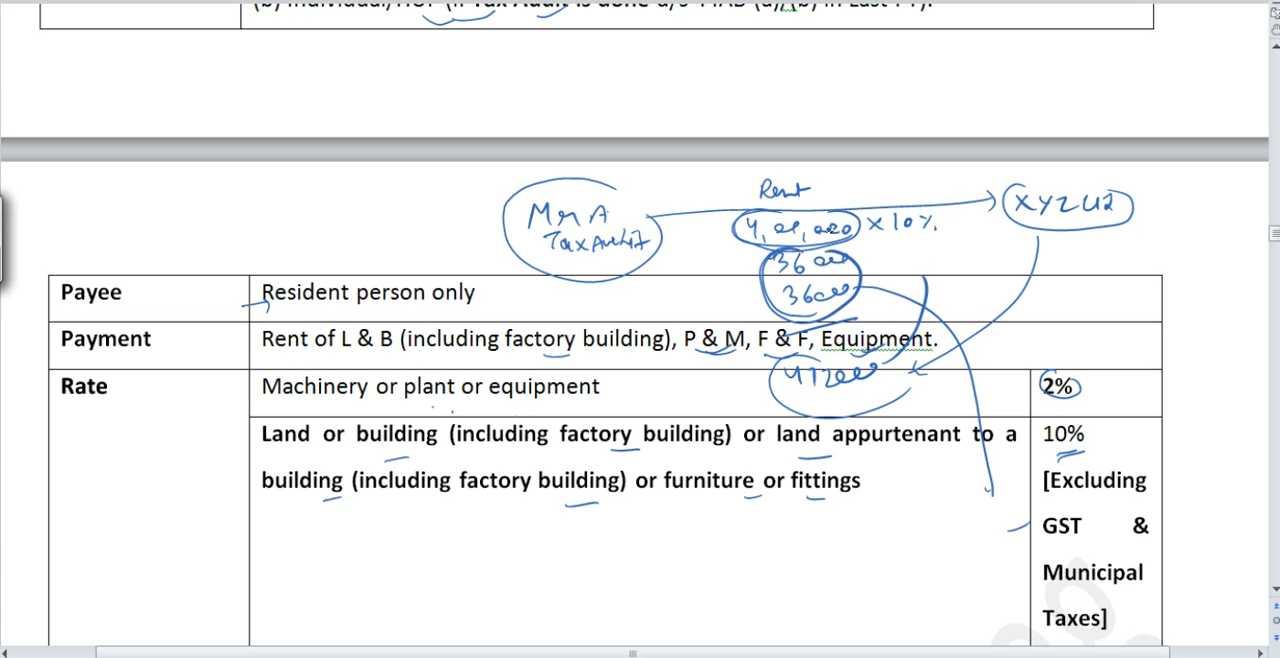 Rent
Mr A
XYZ Ltd
Tax Audit
4,00,000 × 10%
36000
36000
Payee
Resident person only
Payment
Rent of L & B (including factory building), P & M, F & F, Equipment.
472000
Rate
Machinery or plant or equipment
2%
Land or building (including factory building) or land appurtenant to a
building (including factory building) or furniture or fittings
10%
[Excluding
GST &
Municipal
Taxes]